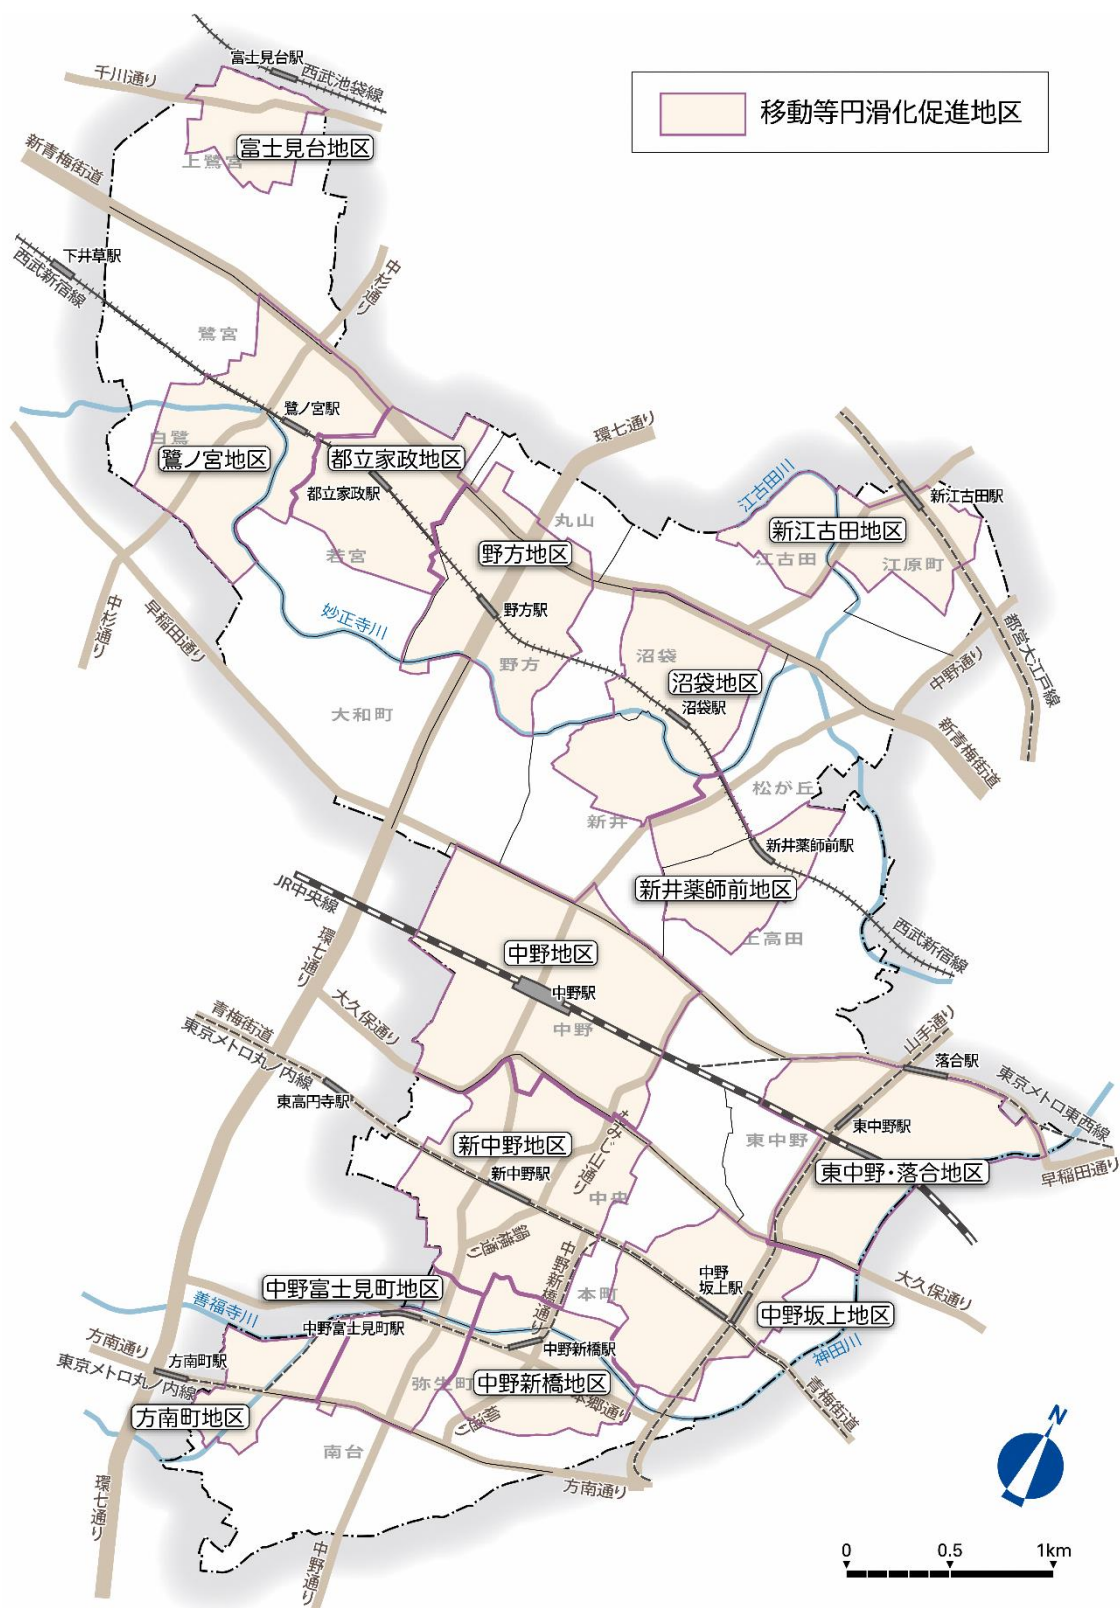 富士見台駅
西武池袋線
千川通り
移動等円滑化促進地区
新青梅街道
富士見台地区
上鷺宮
下井草駅
西武新宿線
中杉通り
鷺宮
鷺ノ宮駅
環七通り
白鷺
鷺ノ宮地区
都立家政地区
都立家政駅
江古田川
新江古田駅
丸山
新江古田地区
若宮
野方地区
江古田
江原町
中杉通り
早稲田通り
妙正寺川
野方駅
都営大江戸線
野方
沼袋
中野通り
沼袋地区
沼袋駅
大和町
新青梅街道
松が丘
新井
新井薬師前駅
JR中央線
新井薬師前地区
上高田
西武新宿線
環七通り
中野地区
中野駅
大久保通り
青梅街道
東京メトロ丸ノ内線
中野
山手通り
落合駅
東京メトロ東西線
東高円寺駅
もみじ山通り
東中野駅
新中野地区
東中野
新中野駅
東中野・落合地区
早稲田通り
中央
鍋横通り
中野新橋通り
中野富士見町地区
本町
中野
坂上駅
大久保通り
善福寺川
中野富士見町駅
中野坂上地区
方南通り
方南町駅
中野新橋駅
神田川
東京メトロ丸ノ内線
弥生町
中野新橋地区
本郷通り
青梅街道
方南町地区
南台
方南通り
環七通り
中野通り
N
0
0.5
1km